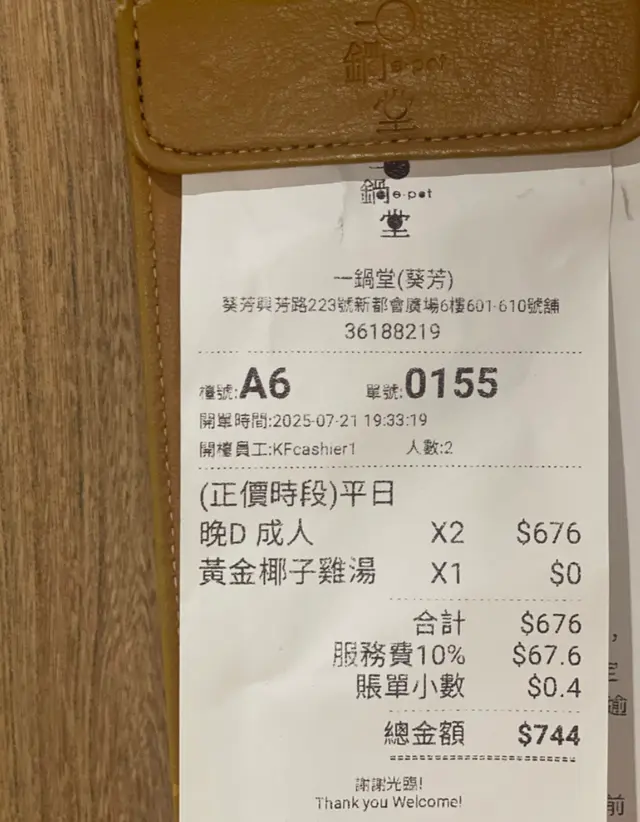 鍋 e·pot
堂
鍋 e·pot
堂
一鍋堂(葵芳)
葵芳興芳路223號新都會廣場6樓601-610號舖
36188219
檯號:A6 單號:0155
開單時間:2025-07-21 19:33:19
開檯員工:KFcashier1 人數:2
(正價時段)平日
晚D 成人 X2 $676
黃金椰子雞湯 X1 $0
合計 $676
服務費10% $67.6
賬單小數 $0.4
總金額 $744
謝謝光臨!
Thank you Welcome!
逾
前